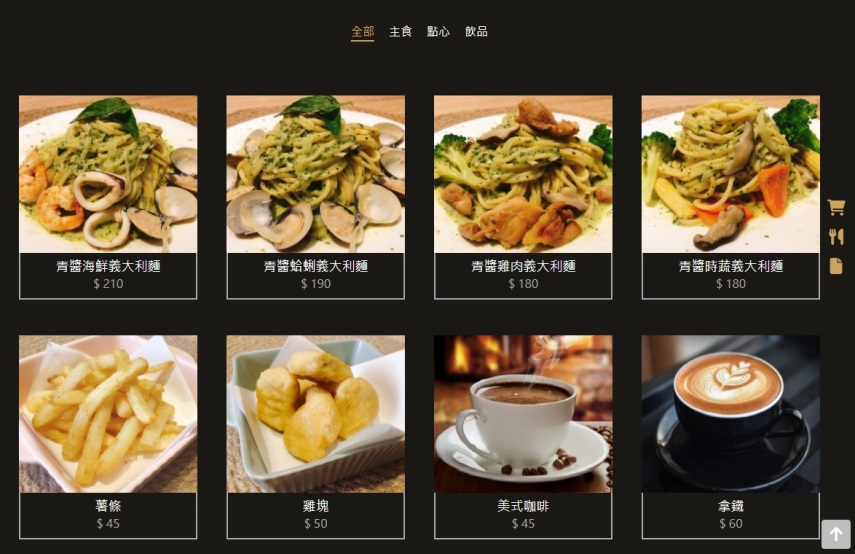 全部 主食 點心 飲品
青醬海鮮義大利麵 青醬蛤蜊義大利麵 青醬雞肉義大利麵 青醬時蔬義大利麵
$ 210 $ 190 $ 180 $ 180
薯條 雞塊 美式咖啡 拿鐵
$ 45 $ 50 $ 45 $ 60